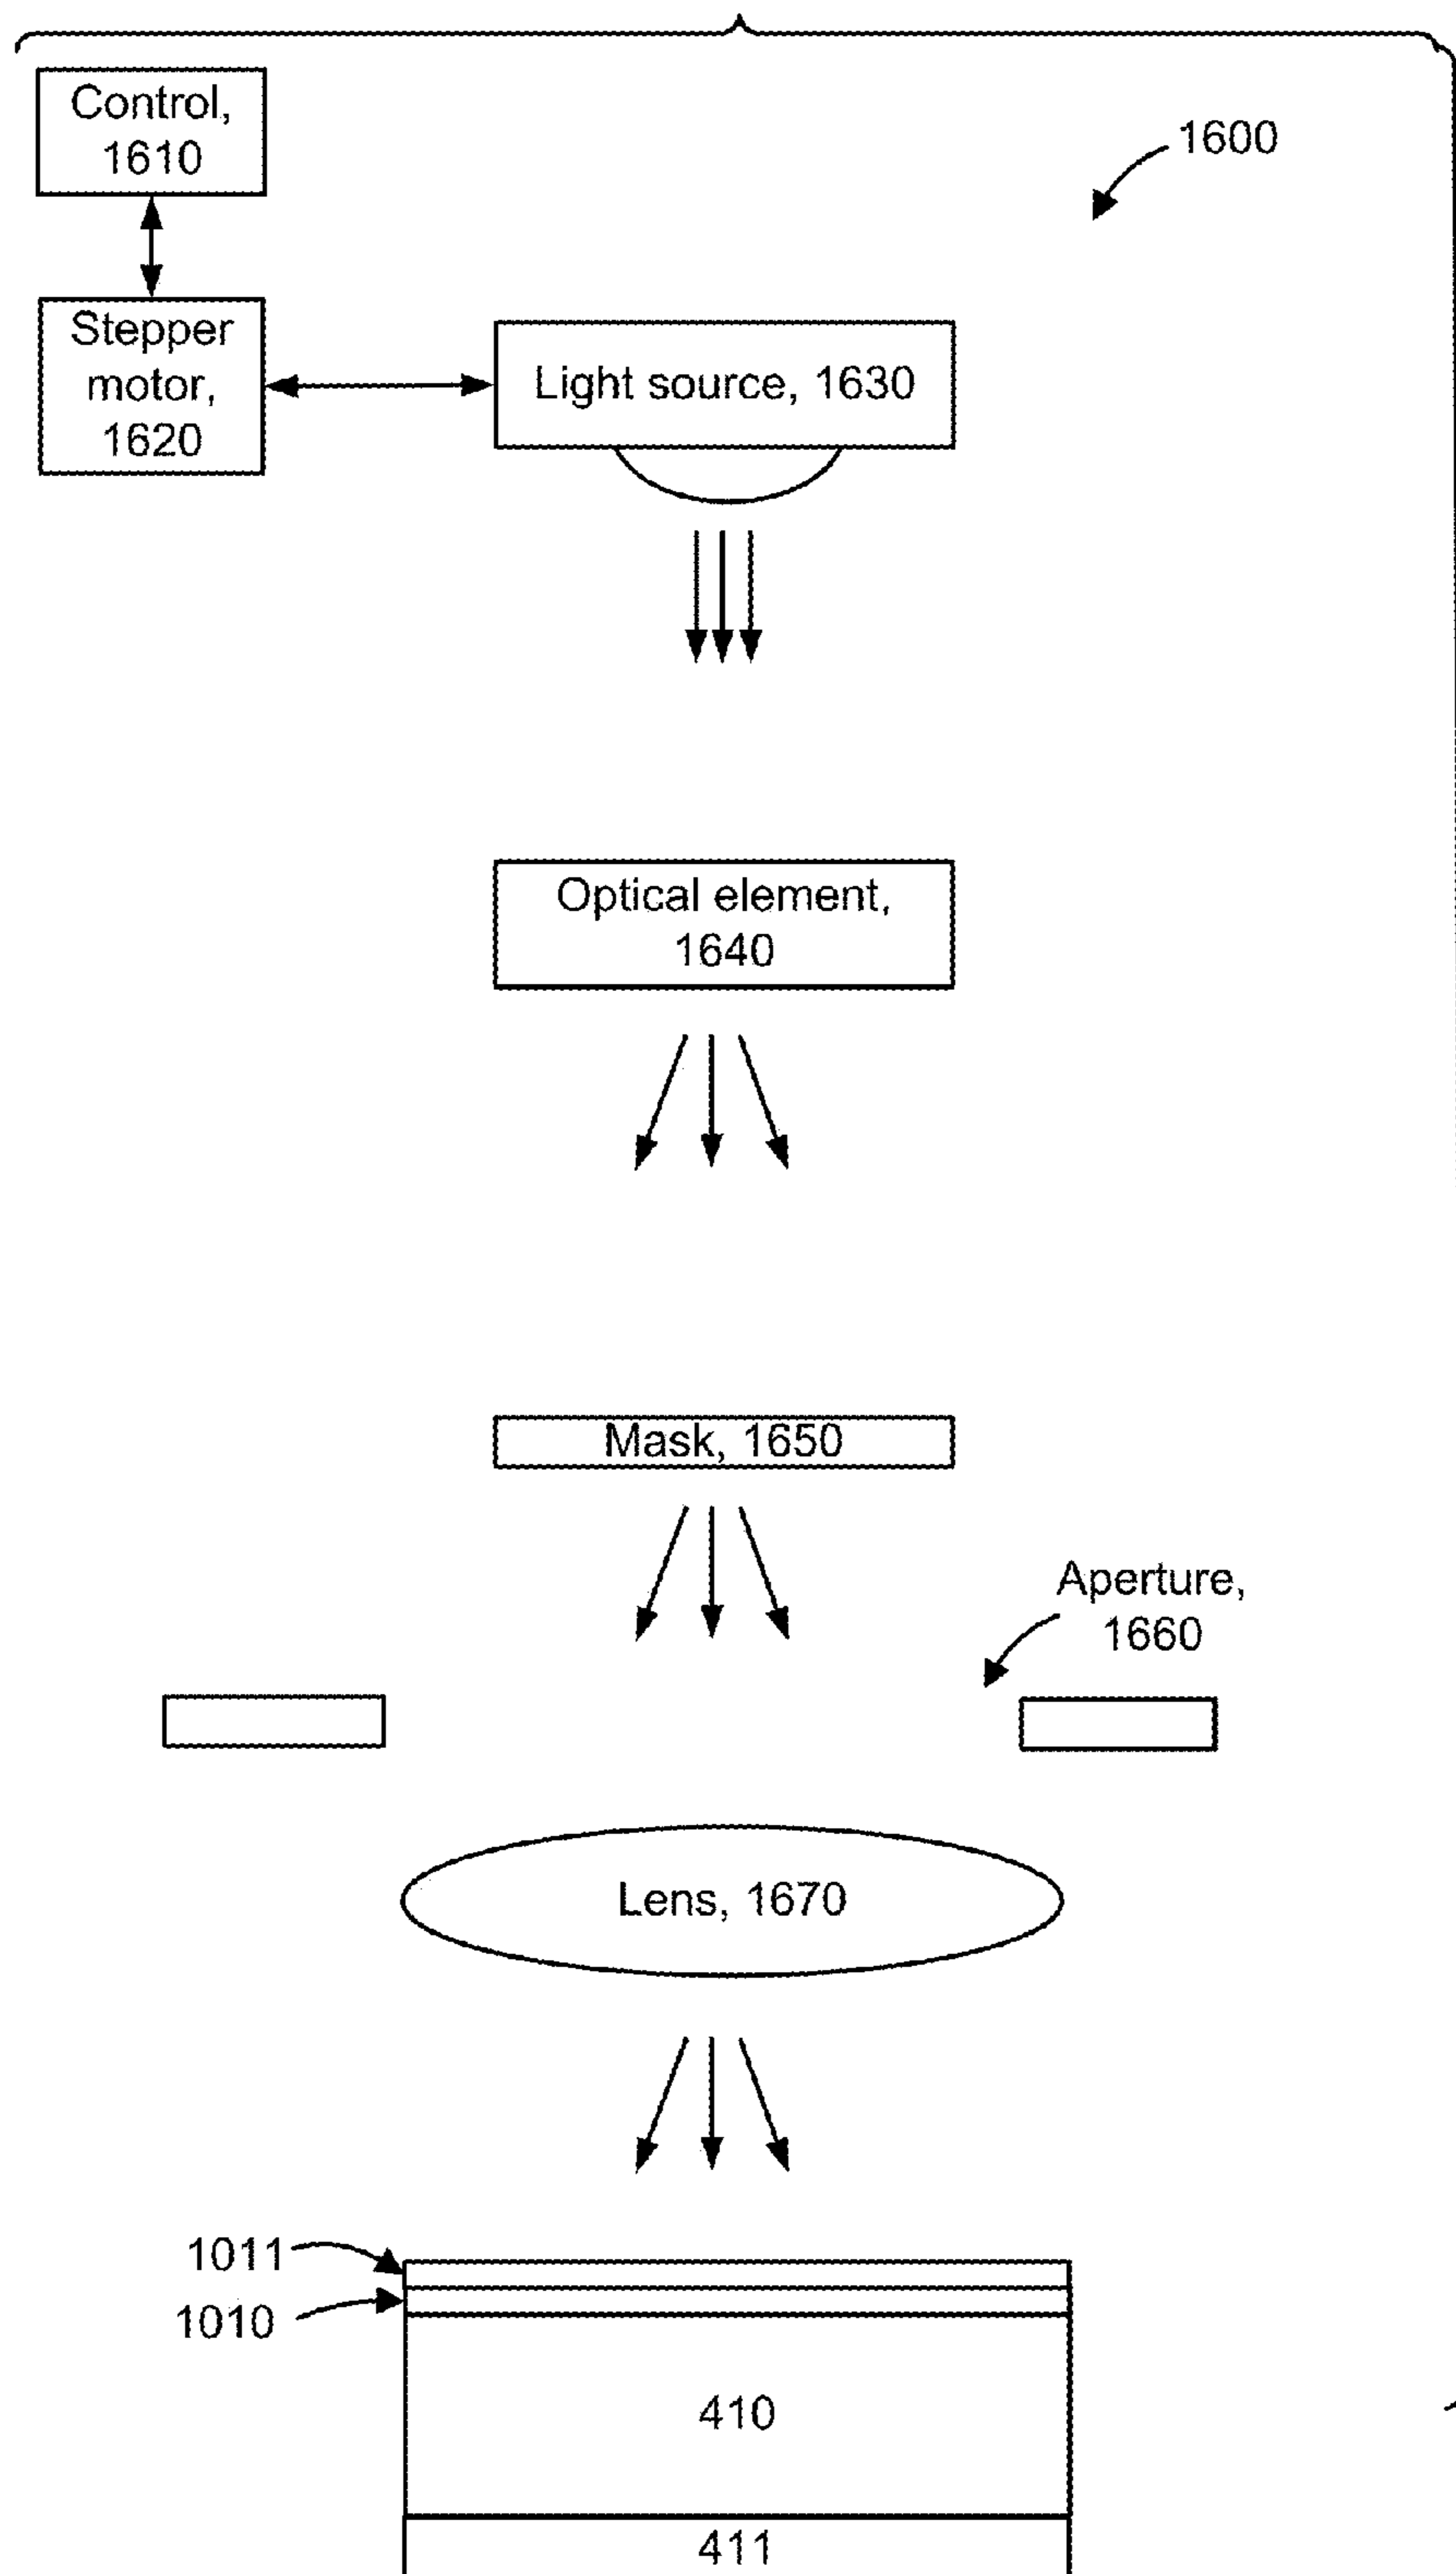 Control,
1610
1600
Stepper
motor,
1620
Light source, 1630
Optical element,
1640
Mask, 1650
Aperture,
1660
Lens, 1670
1011
1010
410
411